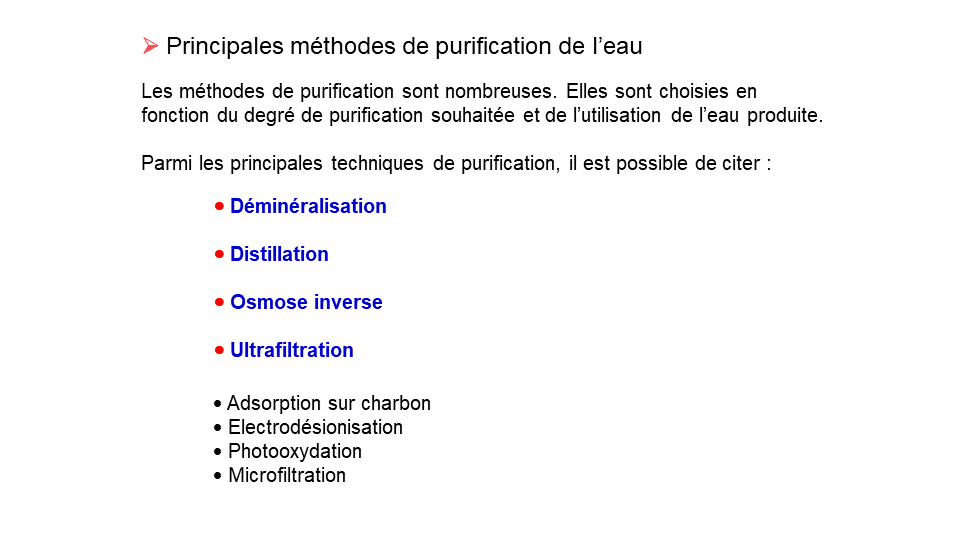 ➢ Principales méthodes de purification de l’eau
Les méthodes de purification sont nombreuses. Elles sont choisies en
fonction du degré de purification souhaitée et de l’utilisation de l’eau produite.
Parmi les principales techniques de purification, il est possible de citer :
• Déminéralisation
• Distillation
• Osmose inverse
• Ultrafiltration
• Adsorption sur charbon
• Electrodésionisation
• Photooxydation
• Microfiltration